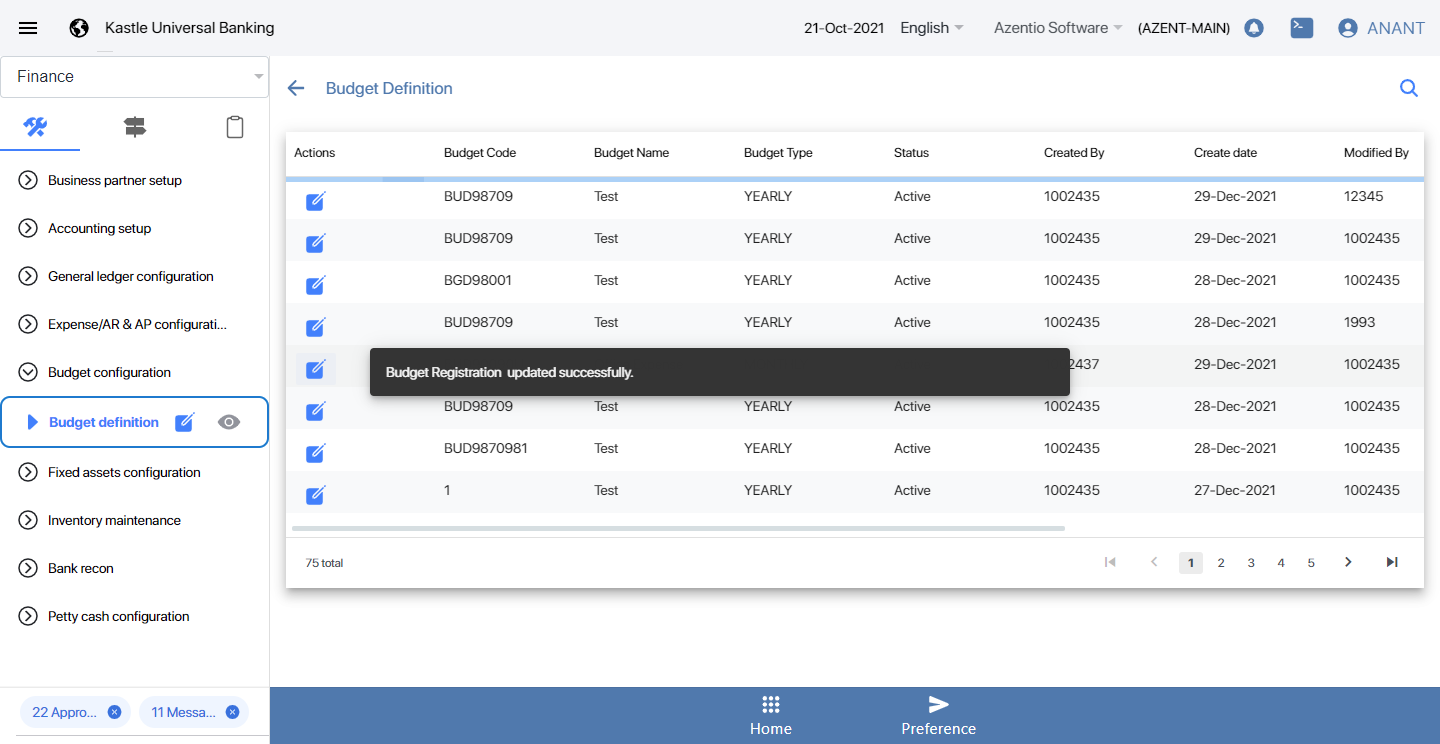 Kastle Universal Banking
21-Oct-2021 English Azentio Software (AZENT-MAIN) ANANT
Finance
Business partner setup
Accounting setup
General ledger configuration
Expense/AR & AP configurati...
Budget configuration
Budget definition
Fixed assets configuration
Inventory maintenance
Bank recon
Petty cash configuration
22 Appro... 11 Messa...
Budget Definition
Actions Budget Code Budget Name Budget Type Status Created By Create date Modified By
BUD98709 Test YEARLY Active 1002435 29-Dec-2021 12345
BUD98709 Test YEARLY Active 1002435 29-Dec-2021 1002435
BGD98001 Test YEARLY Active 1002435 28-Dec-2021 1002435
BUD98709 Test YEARLY Active 1002435 28-Dec-2021 1993
2437 29-Dec-2021 1002435
Budget Registration updated successfully.
BUD98709 Test YEARLY Active 1002435 28-Dec-2021 1002435
BUD9870981 Test YEARLY Active 1002435 28-Dec-2021 1002435
1 Test YEARLY Active 1002435 27-Dec-2021 1002435
75 total 1 2 3 4 5
Home Preference